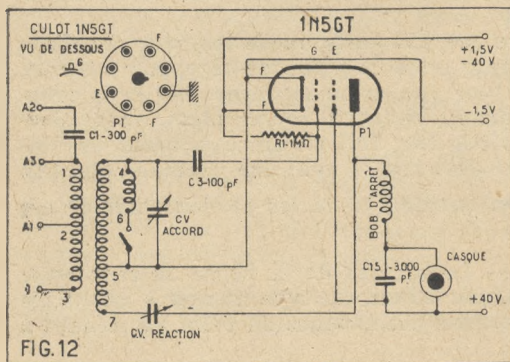 CULOT 1N5GT
VU DE DESSOUS
G
F
E
P1
F
1N5GT
G E
F
F
P1
+1,5V
-40V
-1,5V
A2
C1-300 pF
A3
R1-1MΩ
1
4
C3-100 pF
6
CV
ACCORD
A1
2
5
3
7
C.V. RÉACTION
BOB D'ARRÊT
CASQUE
C15-3000 pF
+40V
FIG.12